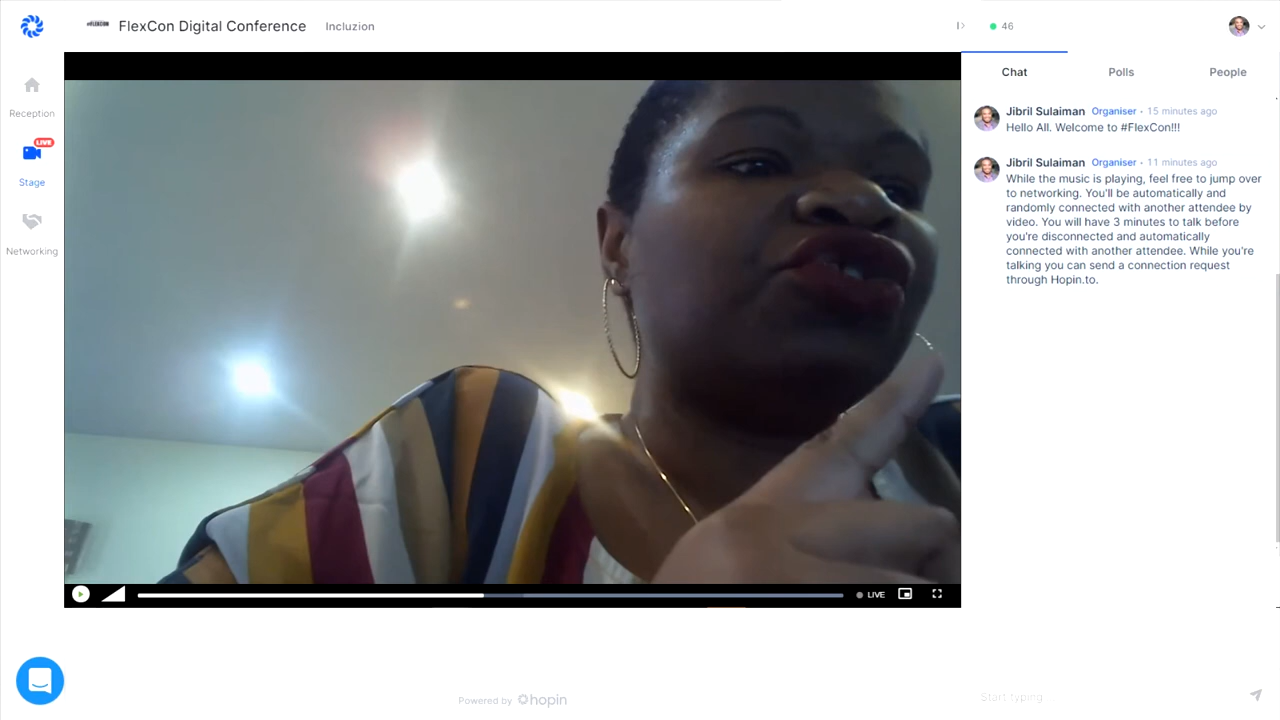 #FLEXCON FlexCon Digital Conference Incluzion
46
Reception
LIVE
Stage
Networking
Chat Polls People
Jibril Sulaiman Organiser • 15 minutes ago
Hello All. Welcome to #FlexCon!!!
Jibril Sulaiman Organiser • 11 minutes ago
While the music is playing, feel free to jump over
to networking. You'll be automatically and
randomly connected with another attendee by
video. You will have 3 minutes to talk before
you're disconnected and automatically
connected with another attendee. While you're
talking you can send a connection request
through Hopin.to.
LIVE
Powered by hopin
Start typing